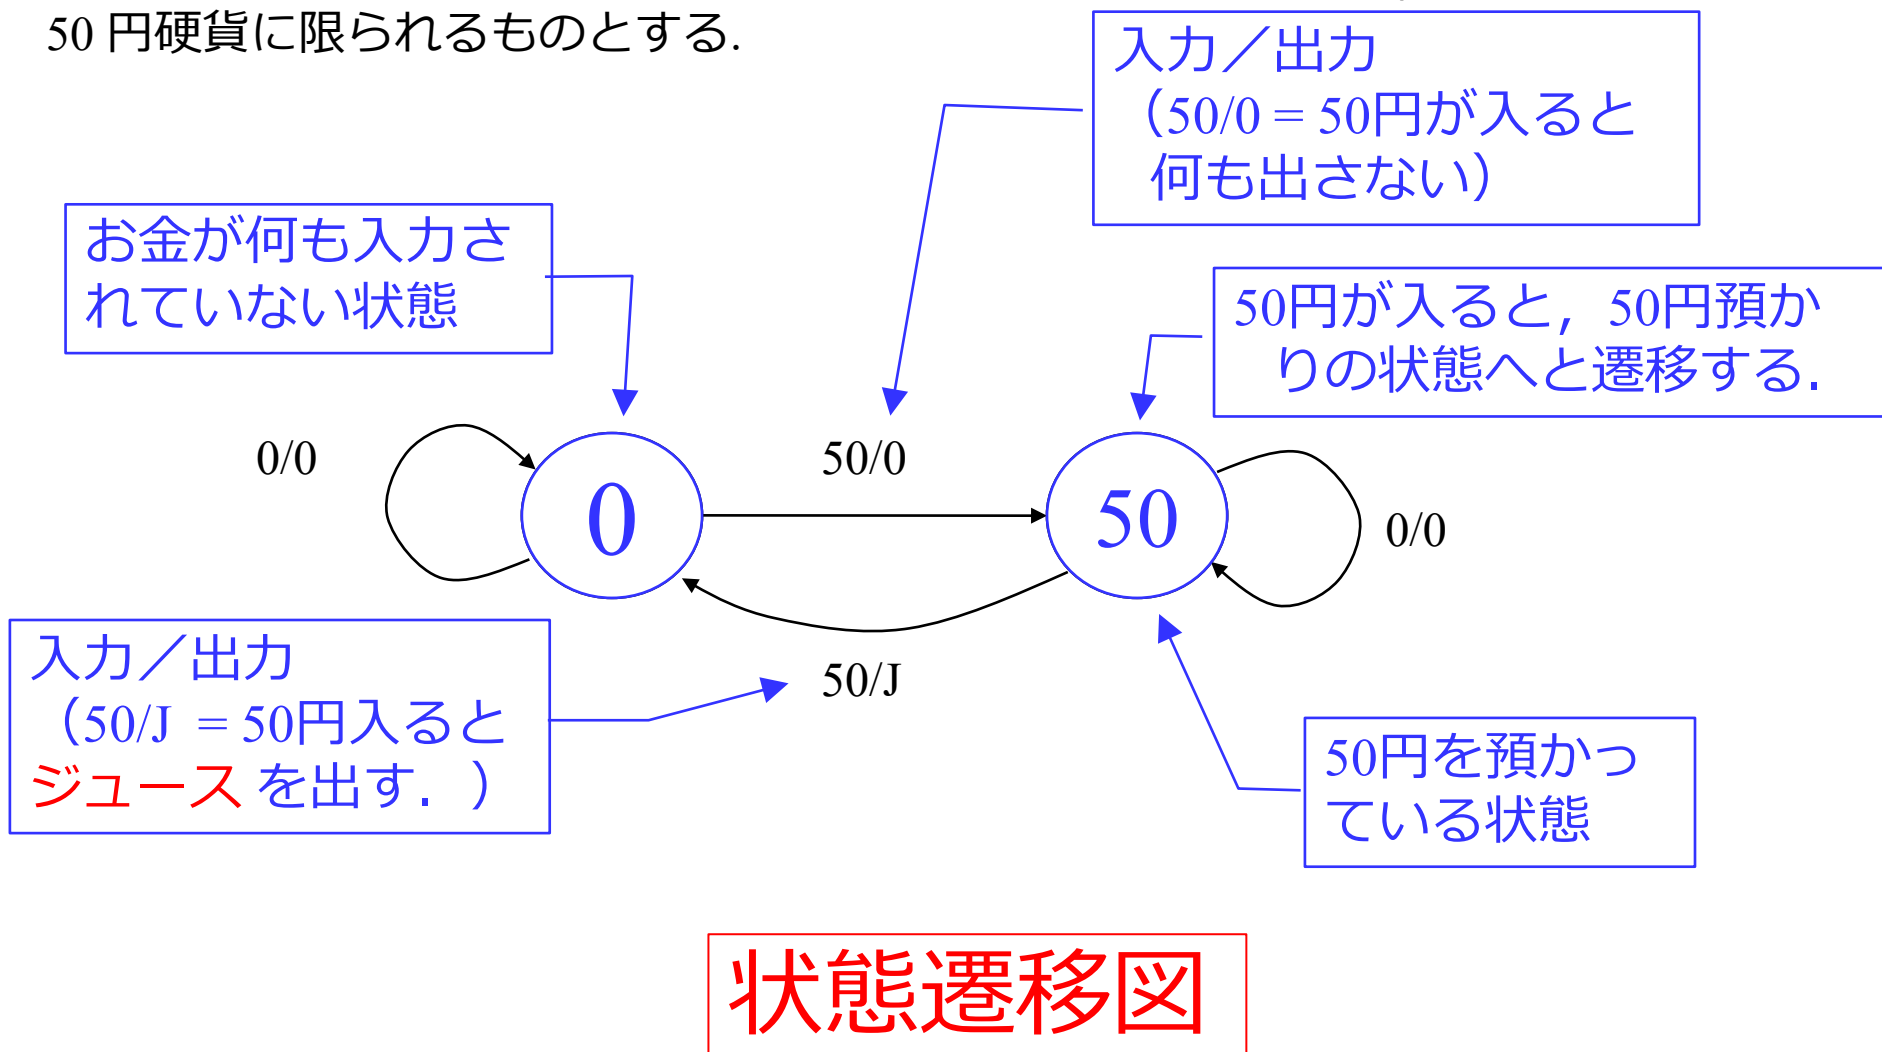 50 円硬貨に限られるものとする.
入力／出力
（50/0 = 50円が入ると
何も出さない）
お金が何も入力さ
れていない状態
50円が入ると，50円預か
りの状態へと遷移する．
0/0
50/0
0
50
0/0
入力／出力
（50/J = 50円入ると
ジュース を出す．）
50/J
50円を預かっ
ている状態
状態遷移図